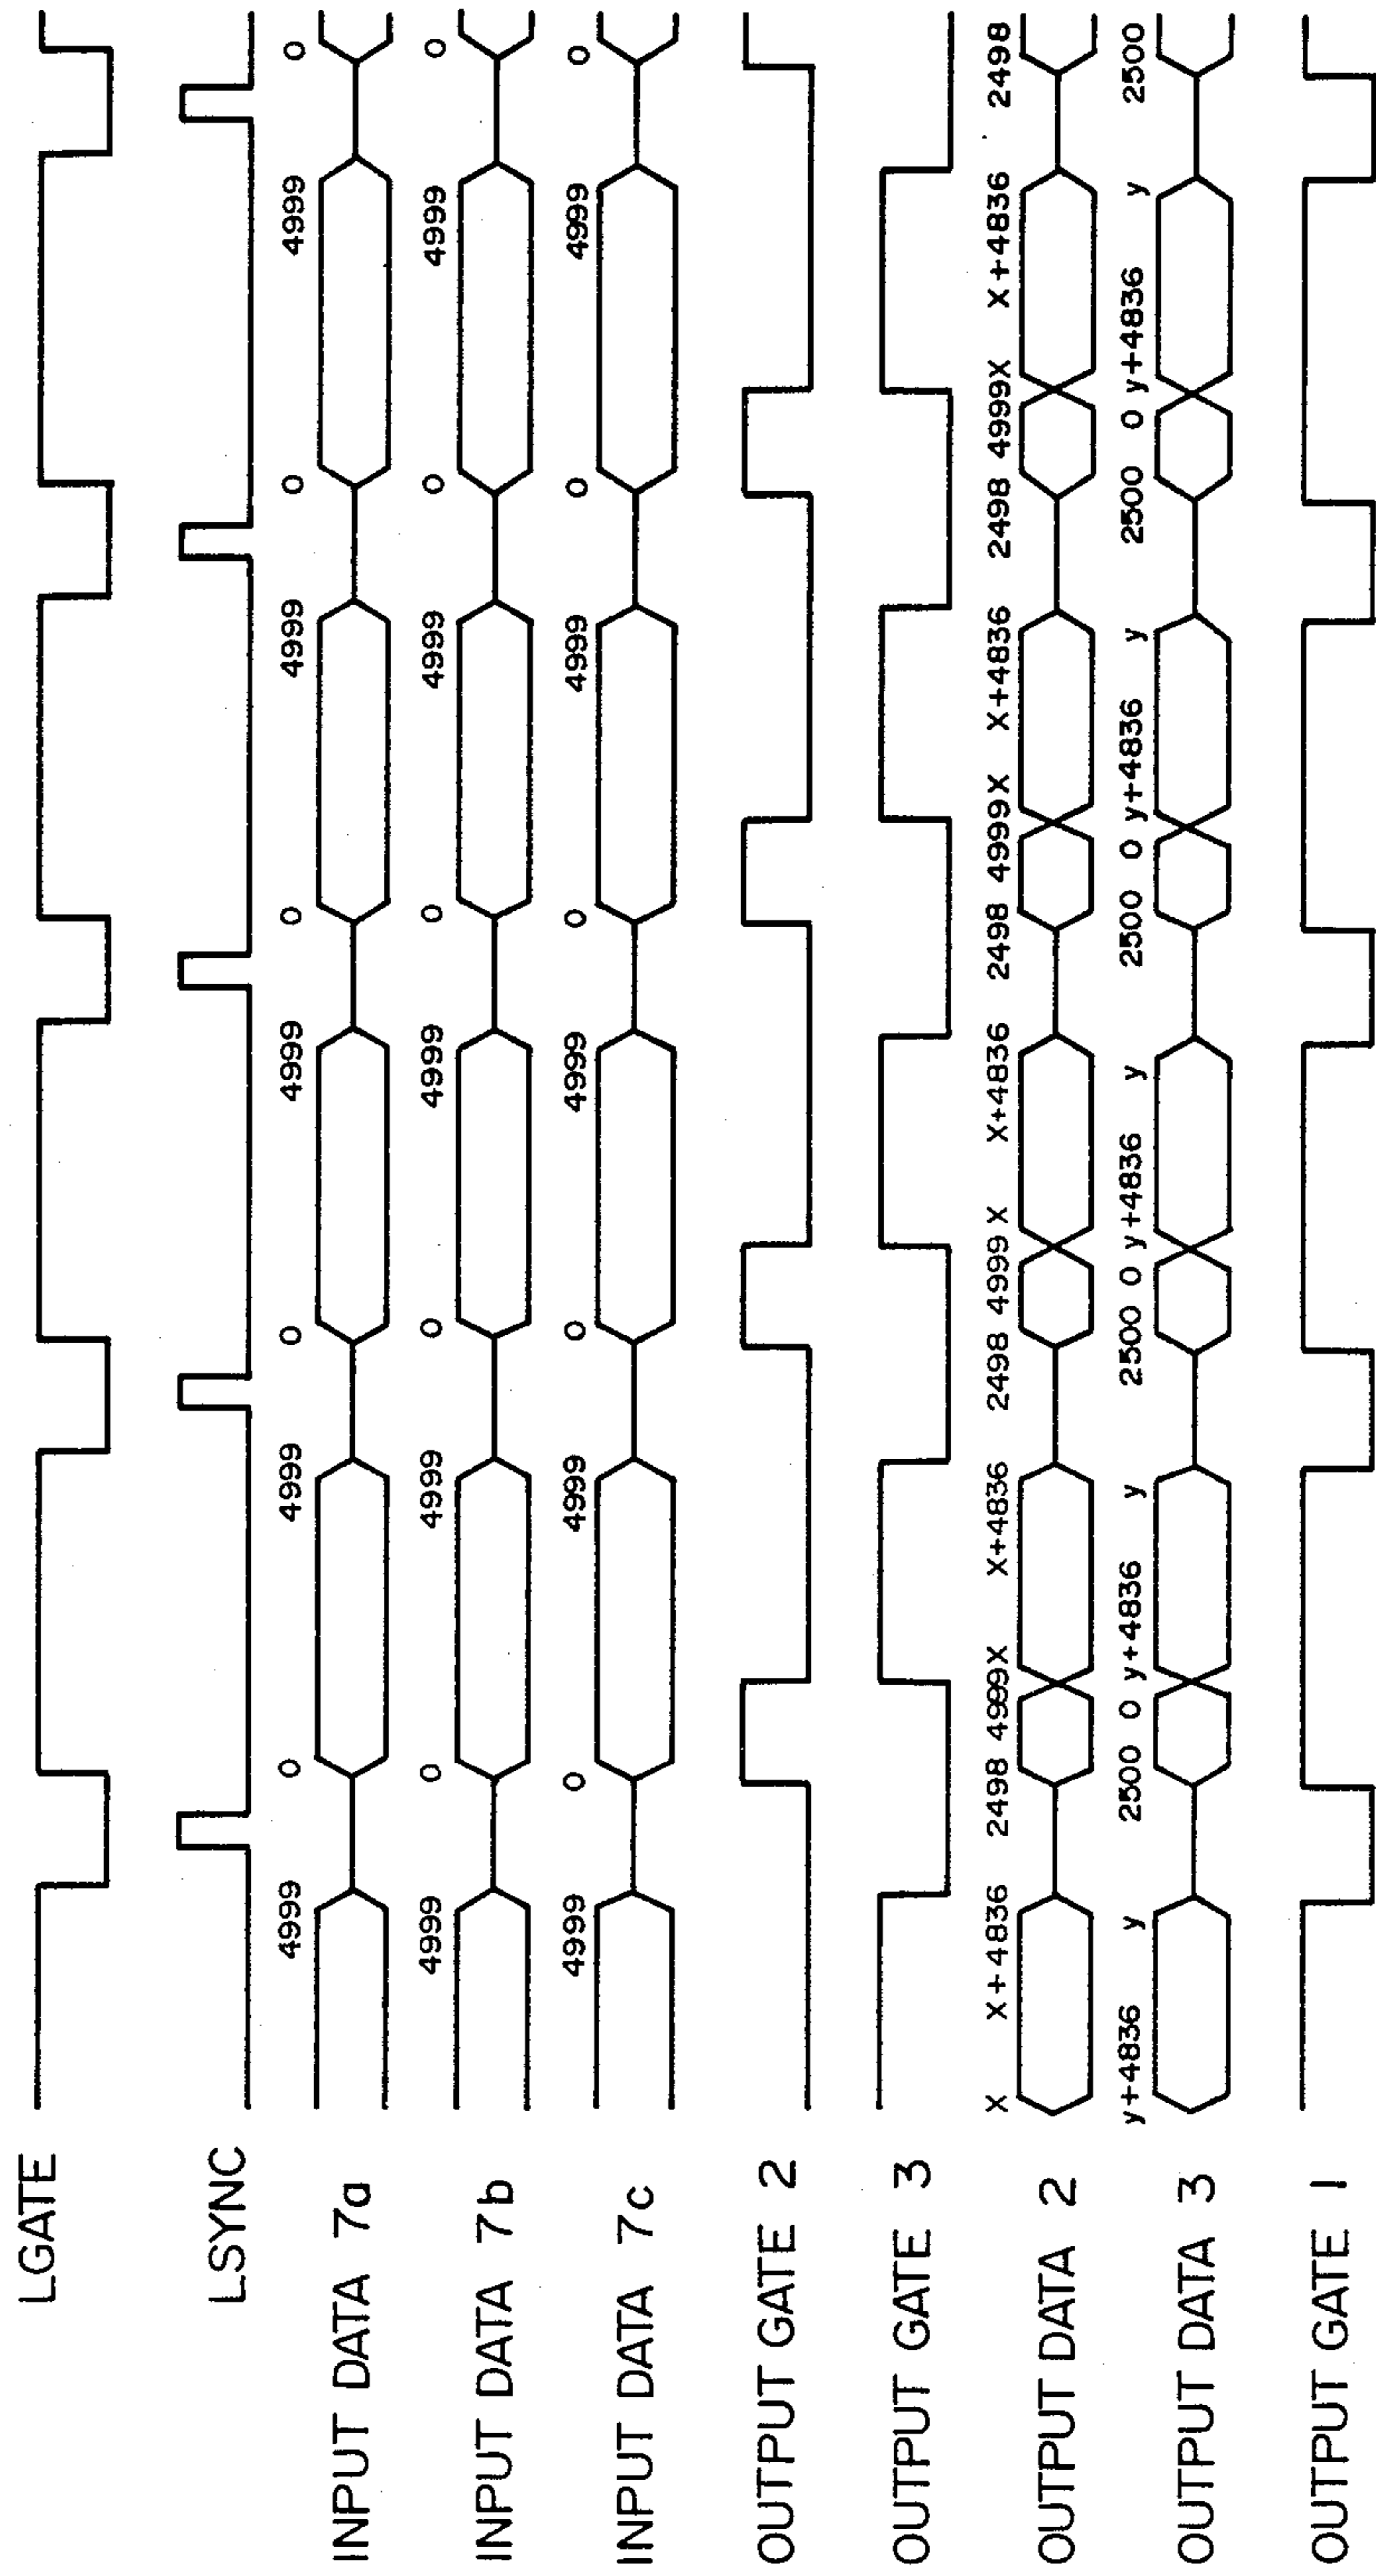 LGATE
LSYNC
4999 0 4999 0 4999 0 4999 0 4999 0
INPUT DATA 7a
4999 0 4999 0 4999 0 4999 0 4999 0
INPUT DATA 7b
4999 0 4999 0 4999 0 4999 0 4999 0
INPUT DATA 7c
OUTPUT GATE 2
OUTPUT GATE 3
X X+4836 2498 4999X X+4836 2498 4999 X X+4836 2498 4999X X+4836 2498 4999X X+4836 2498
OUTPUT DATA 2
y+4836 y 2500 0 y+4836 y 2500 0 y+4836 y 2500 0 y+4836 y 2500 0 y+4836 y 2500
OUTPUT DATA 3
OUTPUT GATE 1